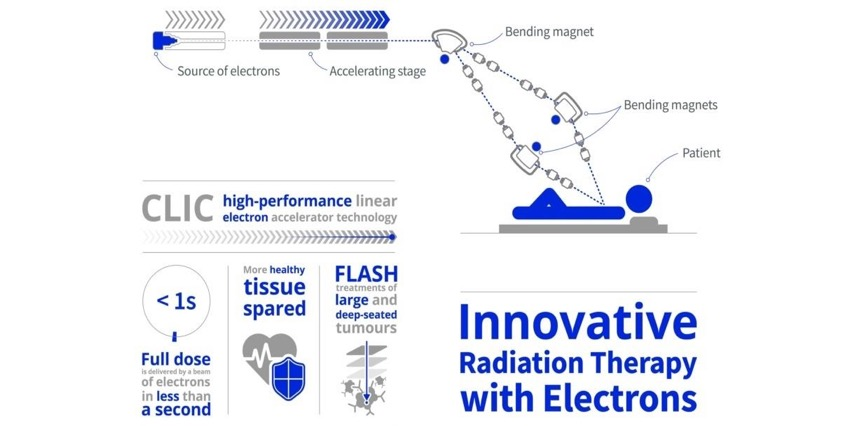 Bending magnet
Source of electrons
Accelerating stage
Bending magnets
Patient
CLIC
high-performance linear
electron accelerator technology
< 1s
Full dose
is delivered by a beam
of electrons
in less than
a second
More healthy
tissue
spared
FLASH
treatments of
large and
deep-seated
tumours
Innovative
Radiation Therapy
with Electrons